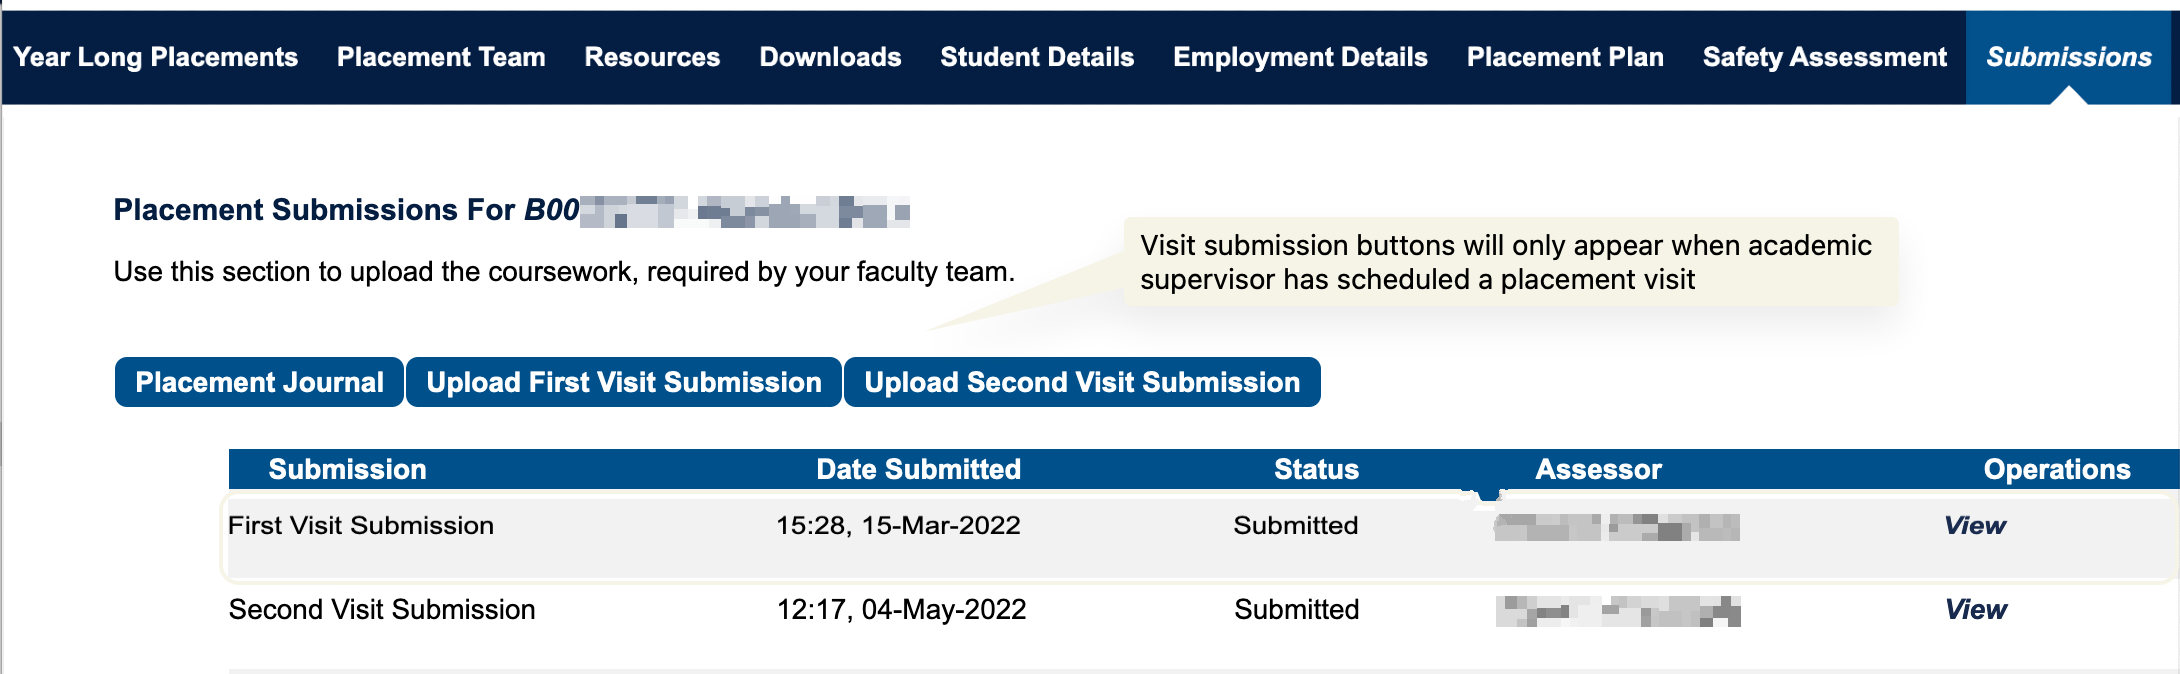 Year Long Placements Placement Team Resources Downloads Student Details Employment Details Placement Plan Safety Assessment Submissions
Placement Submissions For B00
Use this section to upload the coursework, required by your faculty team.
Visit submission buttons will only appear when academic
supervisor has scheduled a placement visit
Placement Journal Upload First Visit Submission Upload Second Visit Submission
Submission Date Submitted Status Assessor Operations
First Visit Submission 15:28, 15-Mar-2022 Submitted View
Second Visit Submission 12:17, 04-May-2022 Submitted View